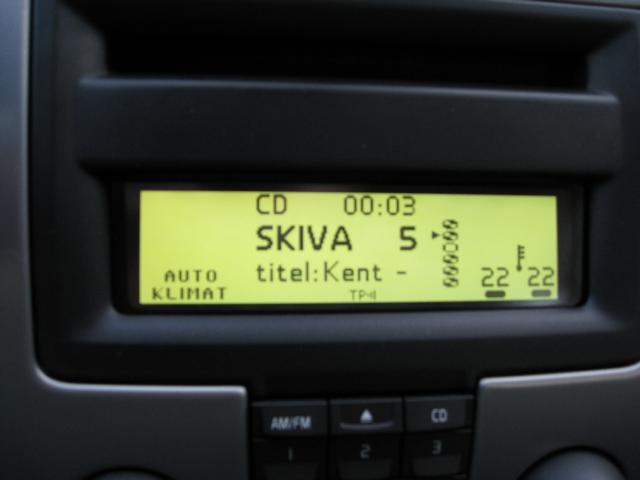 CD 00:03
SKIVA 5
titel:Kent -
AUTO
KLIMAT
TP
22 22
AM/FM CD
1 2 3